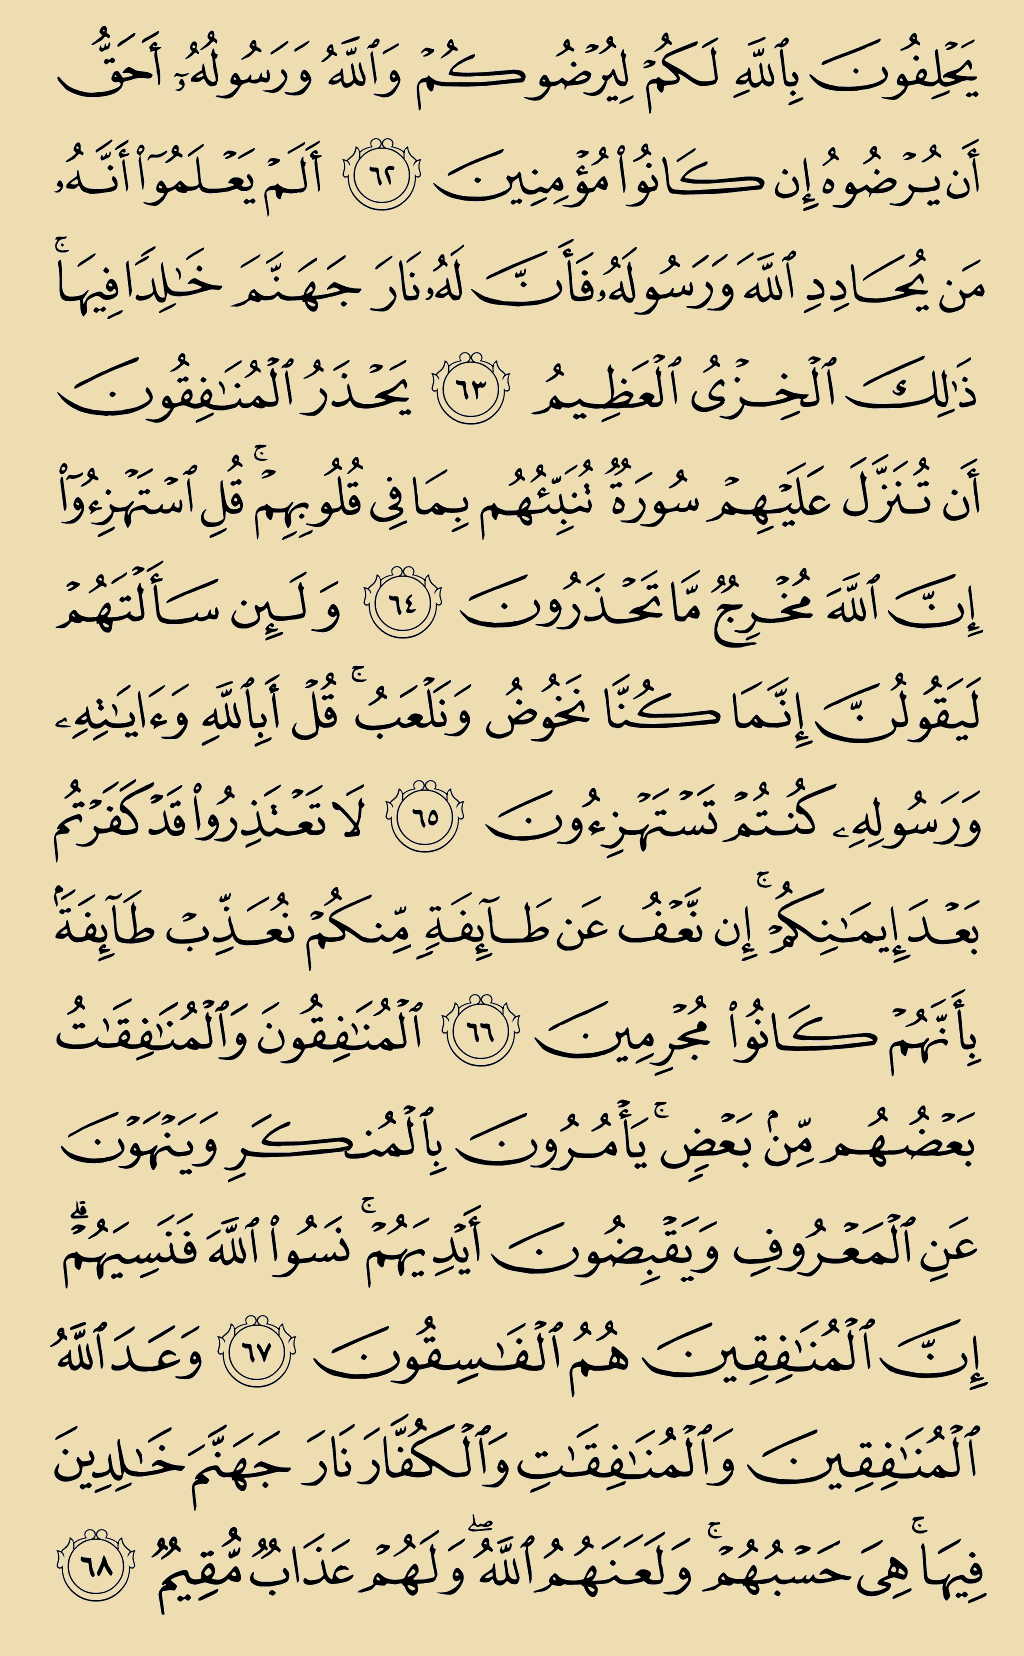 يَحۡلِفُونَ بِٱللَّهِ لَكُمۡ لِيُرۡضُوكُمۡ وَٱللَّهُ وَرَسُولُهُۥٓ أَحَقُّ
أَن يُرۡضُوهُ إِن كَانُواْ مُؤۡمِنِينَ ٦٢ أَلَمۡ يَعۡلَمُوٓاْ أَنَّهُۥ
مَن يُحَادِدِ ٱللَّهَ وَرَسُولَهُۥ فَأَنَّ لَهُۥ نَارَ جَهَنَّمَ خَٰلِدٗا فِيهَاۚ
ذَٰلِكَ ٱلۡخِزۡيُ ٱلۡعَظِيمُ ٦٣ يَحۡذَرُ ٱلۡمُنَٰفِقُونَ
أَن تُنَزَّلَ عَلَيۡهِمۡ سُورَةٞ تُنَبِّئُهُم بِمَا فِي قُلُوبِهِمۡۚ قُلِ ٱسۡتَهۡزِءُوٓاْ
إِنَّ ٱللَّهَ مُخۡرِجٞ مَّا تَحۡذَرُونَ ٦٤ وَلَئِن سَأَلۡتَهُمۡ
لَيَقُولُنَّ إِنَّمَا كُنَّا نَخُوضُ وَنَلۡعَبُۚ قُلۡ أَبِٱللَّهِ وَءَايَٰتِهِۦ
وَرَسُولِهِۦ كُنتُمۡ تَسۡتَهۡزِءُونَ ٦٥ لَا تَعۡتَذِرُواْ قَدۡ كَفَرۡتُم
بَعۡدَ إِيمَٰنِكُمۡۚ إِن نَّعۡفُ عَن طَآئِفَةٖ مِّنكُمۡ نُعَذِّبۡ طَآئِفَةَۢ
بِأَنَّهُمۡ كَانُواْ مُجۡرِمِينَ ٦٦ ٱلۡمُنَٰفِقُونَ وَٱلۡمُنَٰفِقَٰتُ
بَعۡضُهُم مِّنۢ بَعۡضٖۚ يَأۡمُرُونَ بِٱلۡمُنكَرِ وَيَنۡهَوۡنَ
عَنِ ٱلۡمَعۡرُوفِ وَيَقۡبِضُونَ أَيۡدِيَهُمۡۚ نَسُواْ ٱللَّهَ فَنَسِيَهُمۡۗ
إِنَّ ٱلۡمُنَٰفِقِينَ هُمُ ٱلۡفَٰسِقُونَ ٦٧ وَعَدَ ٱللَّهُ
ٱلۡمُنَٰفِقِينَ وَٱلۡمُنَٰفِقَٰتِ وَٱلۡكُفَّارَ نَارَ جَهَنَّمَ خَٰلِدِينَ
فِيهَاۚ هِيَ حَسۡبُهُمۡۚ وَلَعَنَهُمُ ٱللَّهُۖ وَلَهُمۡ عَذَابٞ مُّقِيمٞ ٦٨